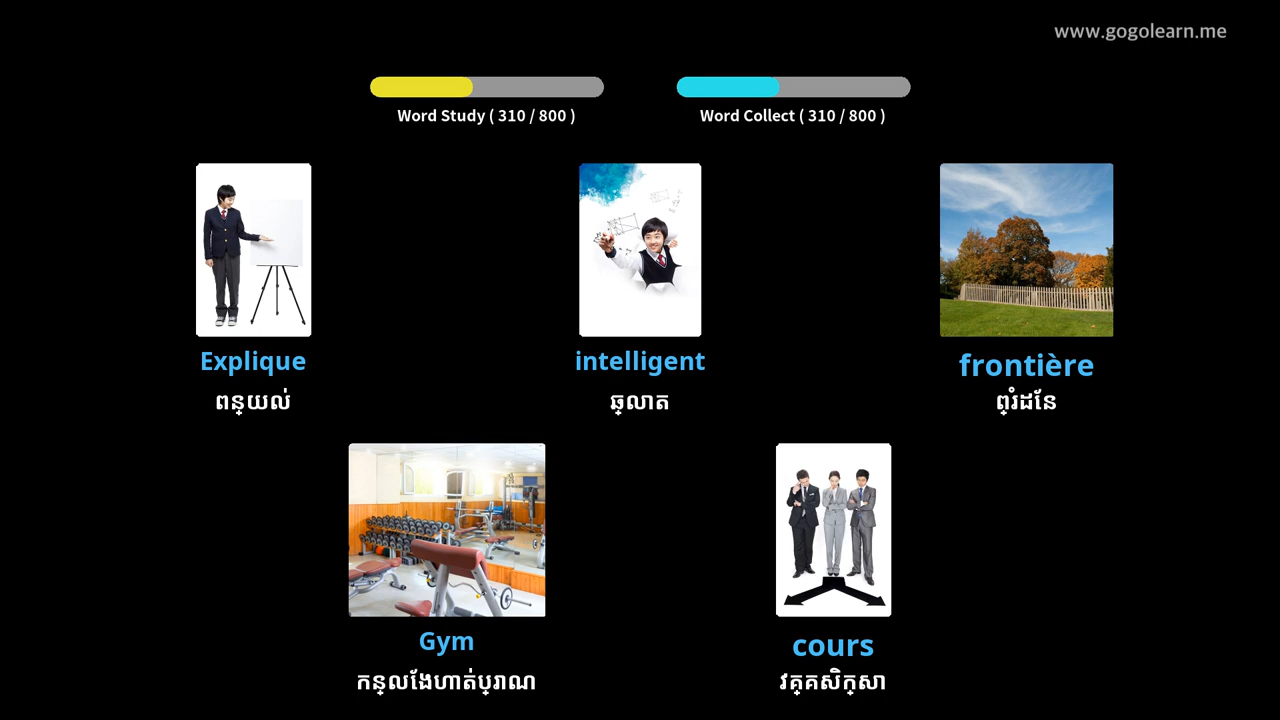 www.gogolearn.me
Word Study ( 310 / 800 )
Word Collect ( 310 / 800 )
Explique
ពន្យល់
intelligent
ឆ្លាត
frontière
ព្រំដែន
Gym
កន្លែងហាត់ប្រាណ
cours
វគ្គសិក្សា